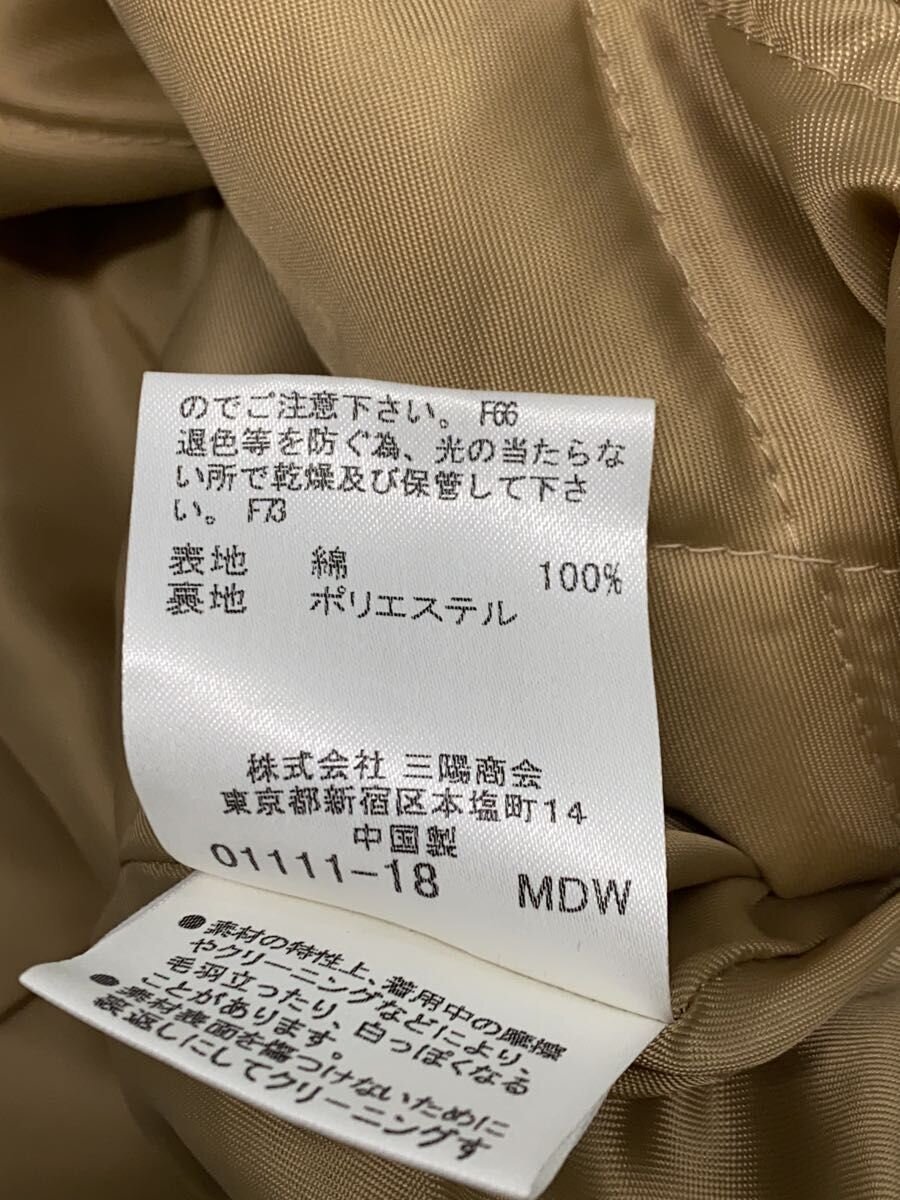 のでご注意下さい。 F66
退色等を防ぐ為、光の当たらな
い所で乾燥及び保管して下さ
い。 F73
表地 綿 100%
裏地 ポリエステル
株式会社 三陽商会
東京都新宿区本塩町14
中国製
01111-18 MDW
●素材の特性上、着用中の摩擦
やクリーニングなどにより、
毛羽立ったり、白っぽくなる
ことがあります。
●素材表面を傷つけないために
裏返しにしてクリーニングす